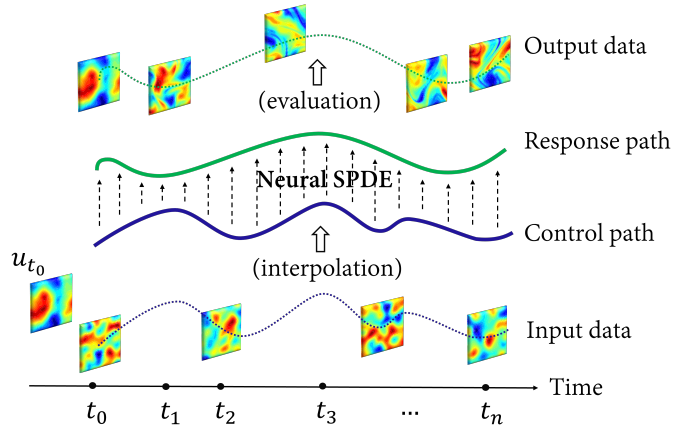 Output data
(evaluation)
Response path
Neural SPDE
Control path
u_{t_0}
(interpolation)
Input data
Time
t_0 t_1 t_2 t_3 ... t_n